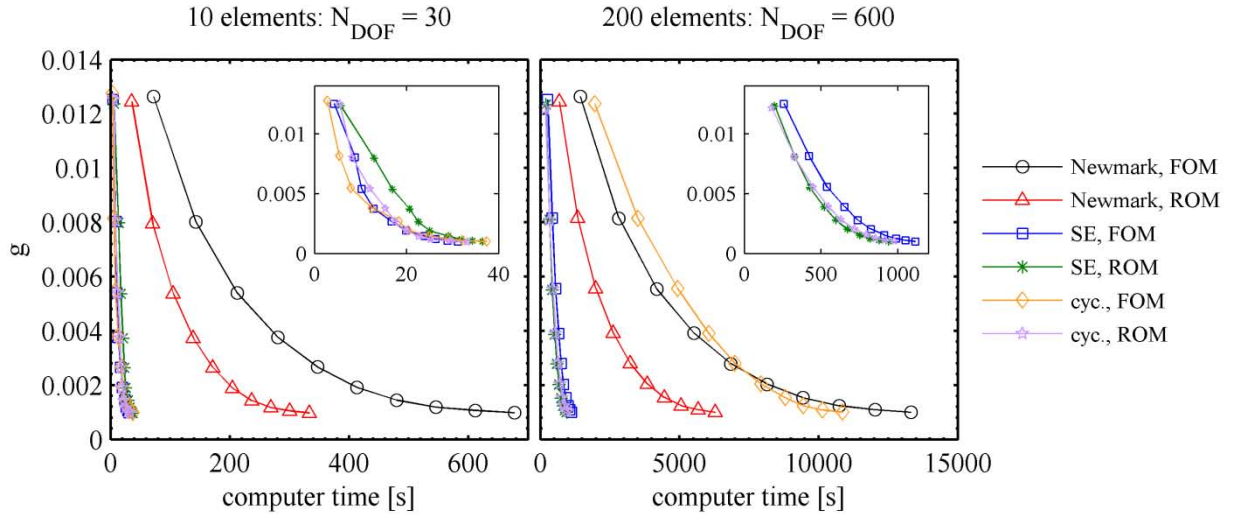 10 elements: N_DOF = 30
200 elements: N_DOF = 600
g
0.014
0.012
0.01
0.008
0.006
0.004
0.002
0
0 200 400 600
computer time [s]
0.01
0.005
0
0 20 40
0 5000 10000 15000
computer time [s]
0.01
0.005
0
0 500 1000
Newmark, FOM
Newmark, ROM
SE, FOM
SE, ROM
cyc., FOM
cyc., ROM